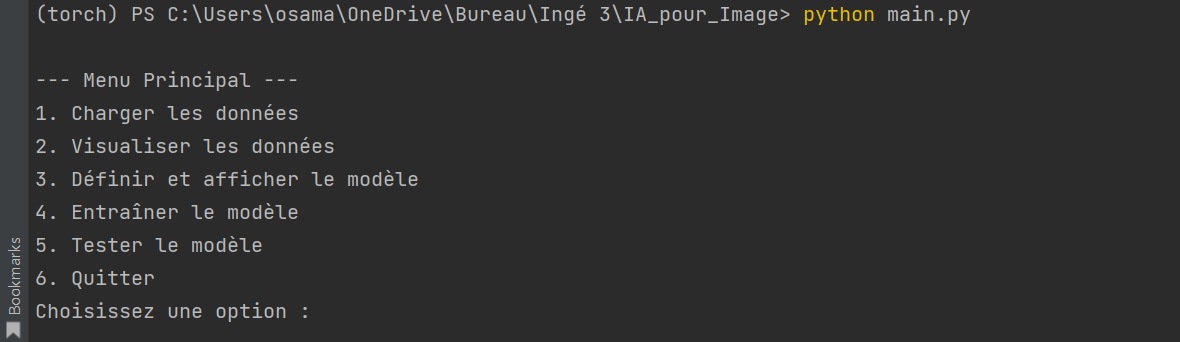 (torch) PS C:\Users\osama\OneDrive\Bureau\Ingé 3\IA_pour_Image> python main.py
--- Menu Principal ---
1. Charger les données
2. Visualiser les données
3. Définir et afficher le modèle
4. Entraîner le modèle
5. Tester le modèle
6. Quitter
Choisissez une option :
Bookmarks